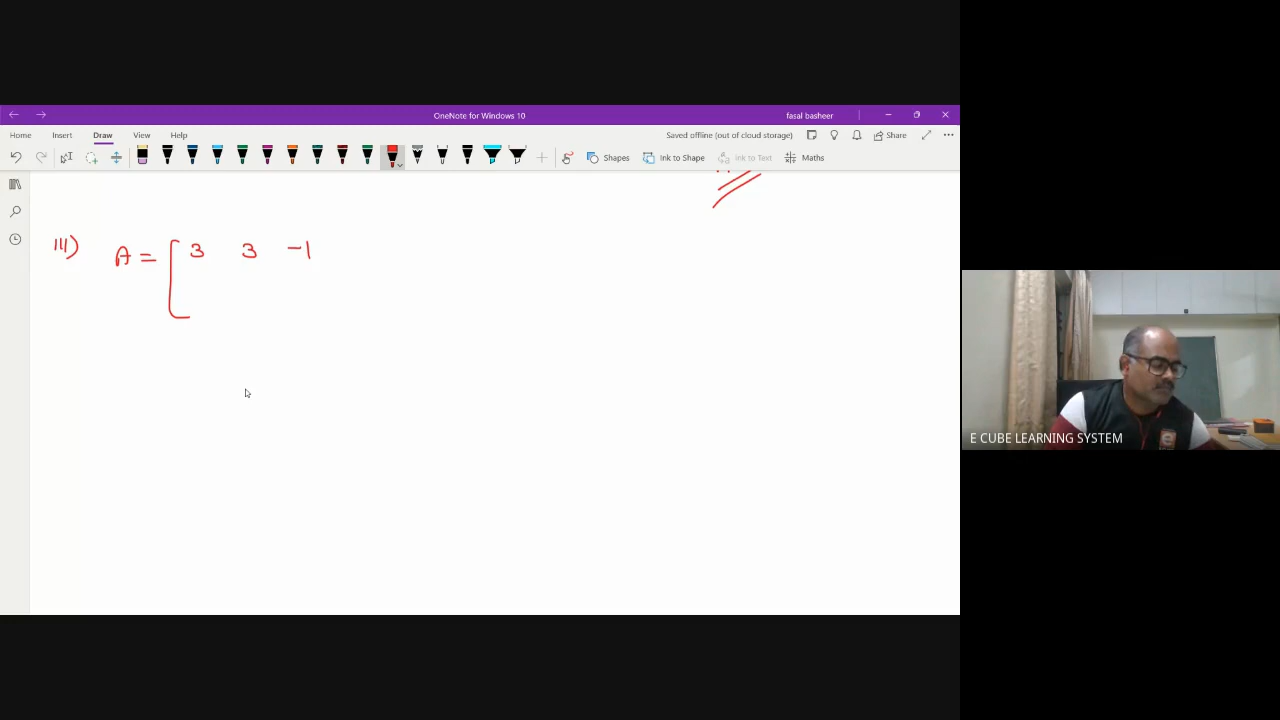 OneNote for Windows 10
fasal basheer
Home Insert Draw View Help
Saved offline (out of cloud storage)
Share
Shapes
Ink to Shape
Ink to Text
Maths
III) A = [ 3 3 -1
E CUBE LEARNING SYSTEM